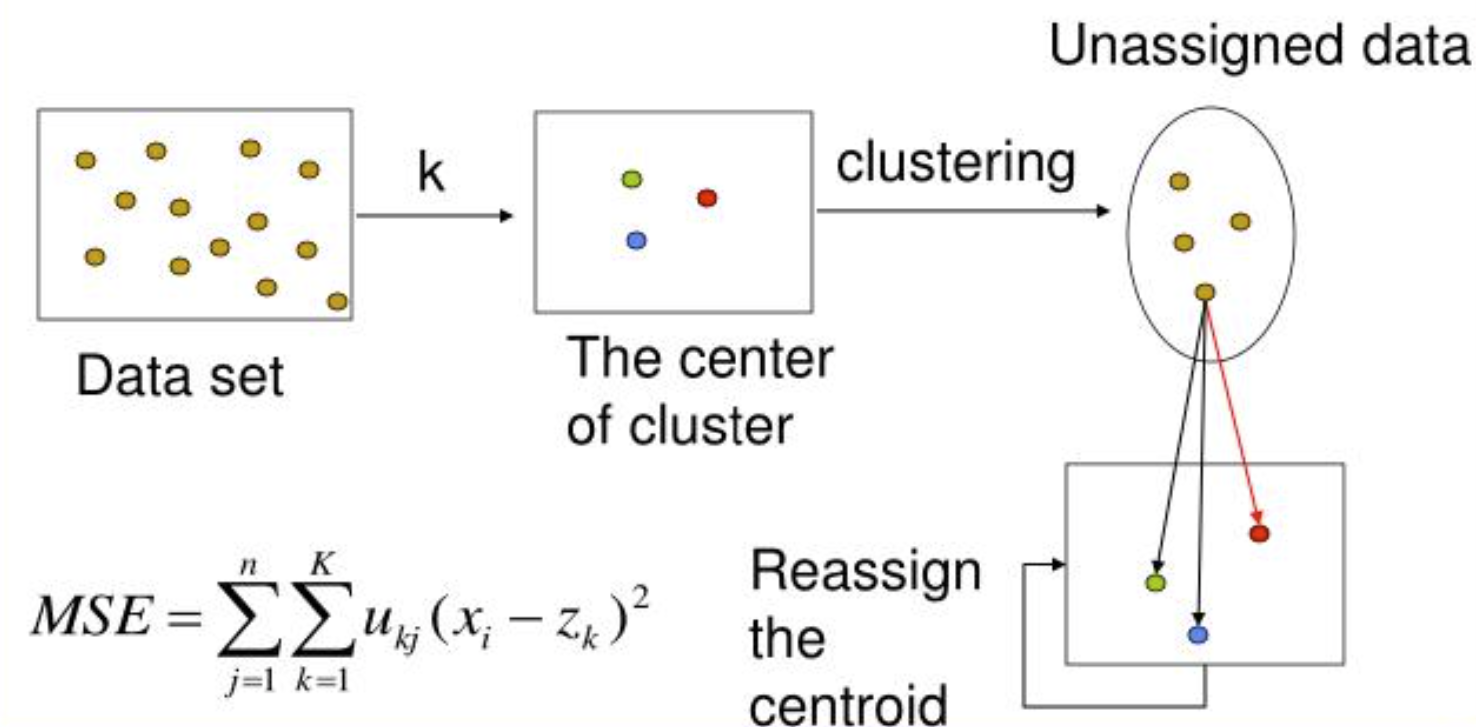 Unassigned data
k
clustering
Data set
The center
of cluster
MSE = \sum_{j=1}^{n} \sum_{k=1}^{K} u_{kj} (x_i - z_k)^2
Reassign
the
centroid